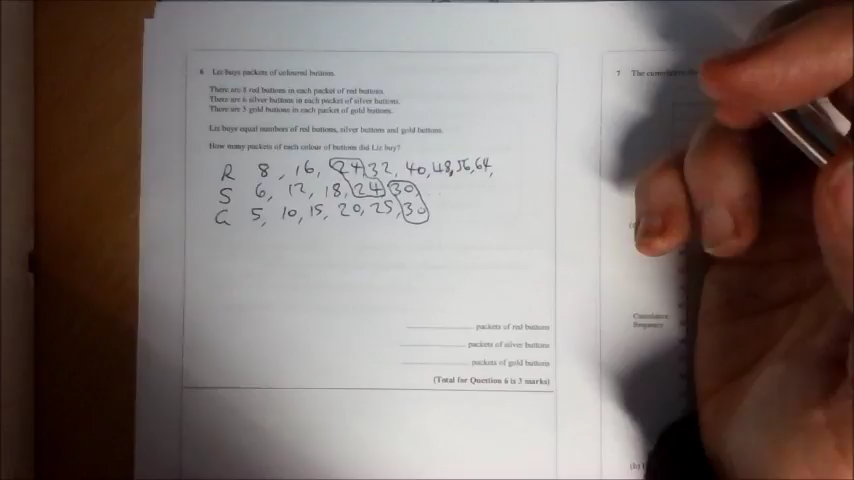 6 Liz buys packets of coloured buttons.
There are 8 red buttons in each packet of red buttons.
There are 6 silver buttons in each packet of silver buttons.
There are 5 gold buttons in each packet of gold buttons.
Liz buys equal numbers of red buttons, silver buttons and gold buttons.
How many packets of each colour of buttons did Liz buy?
R 8, 16, 24, 32, 40, 48, 56, 64,
S 6, 12, 18, 24, 30,
G 5, 10, 15, 20, 25, 30
packets of red buttons
packets of silver buttons
packets of gold buttons
(Total for Question 6 is 3 marks)
7 The cumulative
Cumulative
frequency
(b)